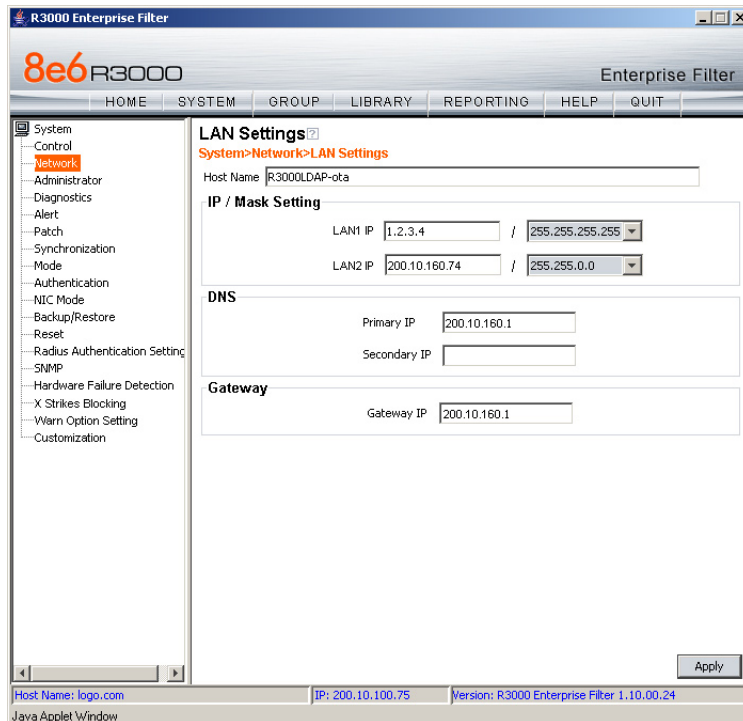 R3000 Enterprise Filter
8e6 R3000
Enterprise Filter
HOME SYSTEM GROUP LIBRARY REPORTING HELP QUIT
System
Control
Network
Administrator
Diagnostics
Alert
Patch
Synchronization
Mode
Authentication
NIC Mode
Backup/Restore
Reset
Radius Authentication Setting
SNMP
Hardware Failure Detection
X Strikes Blocking
Warn Option Setting
Customization
LAN Settings ?
System>Network>LAN Settings
Host Name R3000LDAP-ota
IP / Mask Setting
LAN1 IP 1.2.3.4 / 255.255.255.255
LAN2 IP 200.10.160.74 / 255.255.0.0
DNS
Primary IP 200.10.160.1
Secondary IP
Gateway
Gateway IP 200.10.160.1
Apply
Host Name: logo.com IP: 200.10.100.75 Version: R3000 Enterprise Filter 1.10.00.24
Java Applet Window